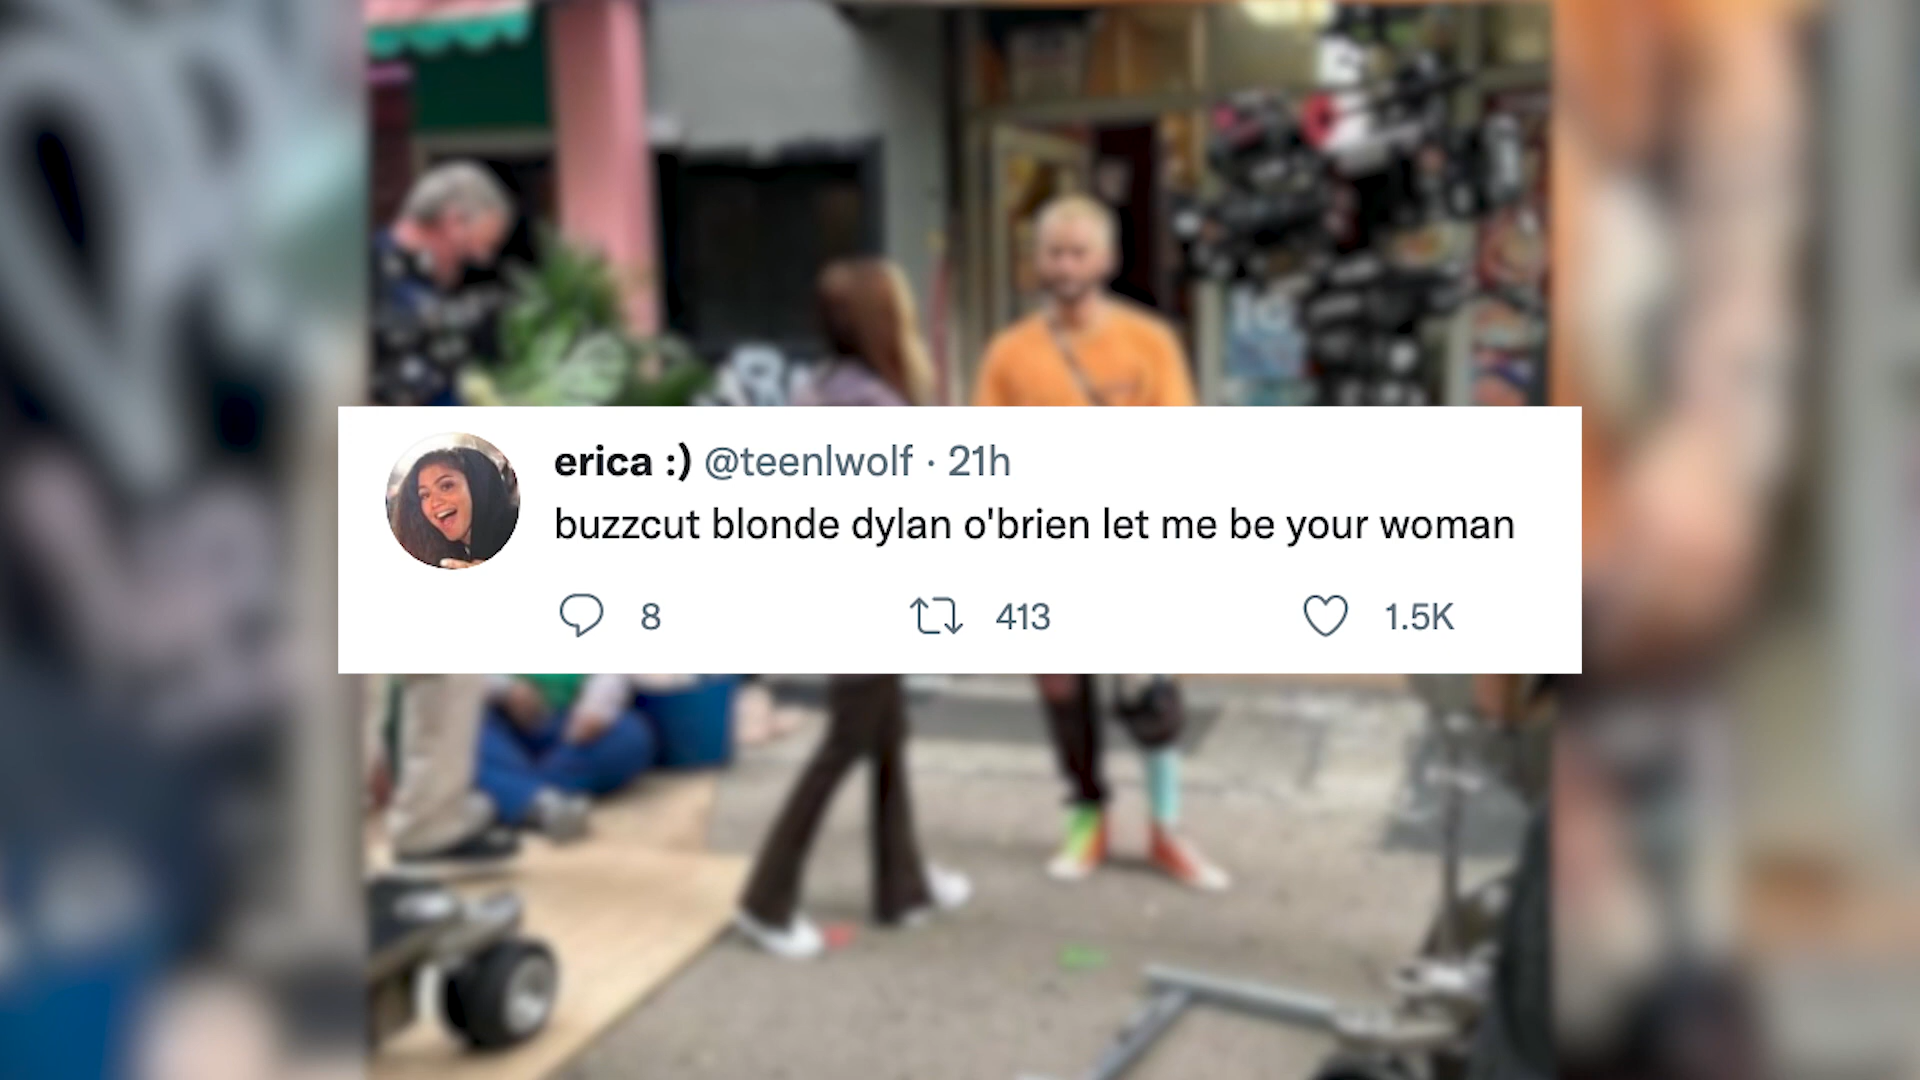 erica :) @teenlwolf · 21h
buzzcut blonde dylan o'brien let me be your woman
8 413 1.5K